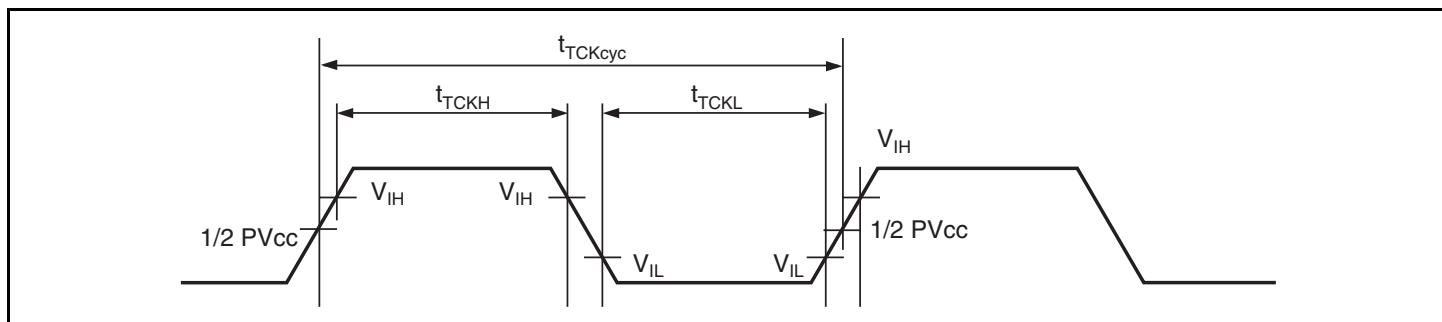 tTCKcyc
tTCKH
tTCKL
VIH
VIH
VIH
1/2 PVcc
1/2 PVcc
VIL
VIL